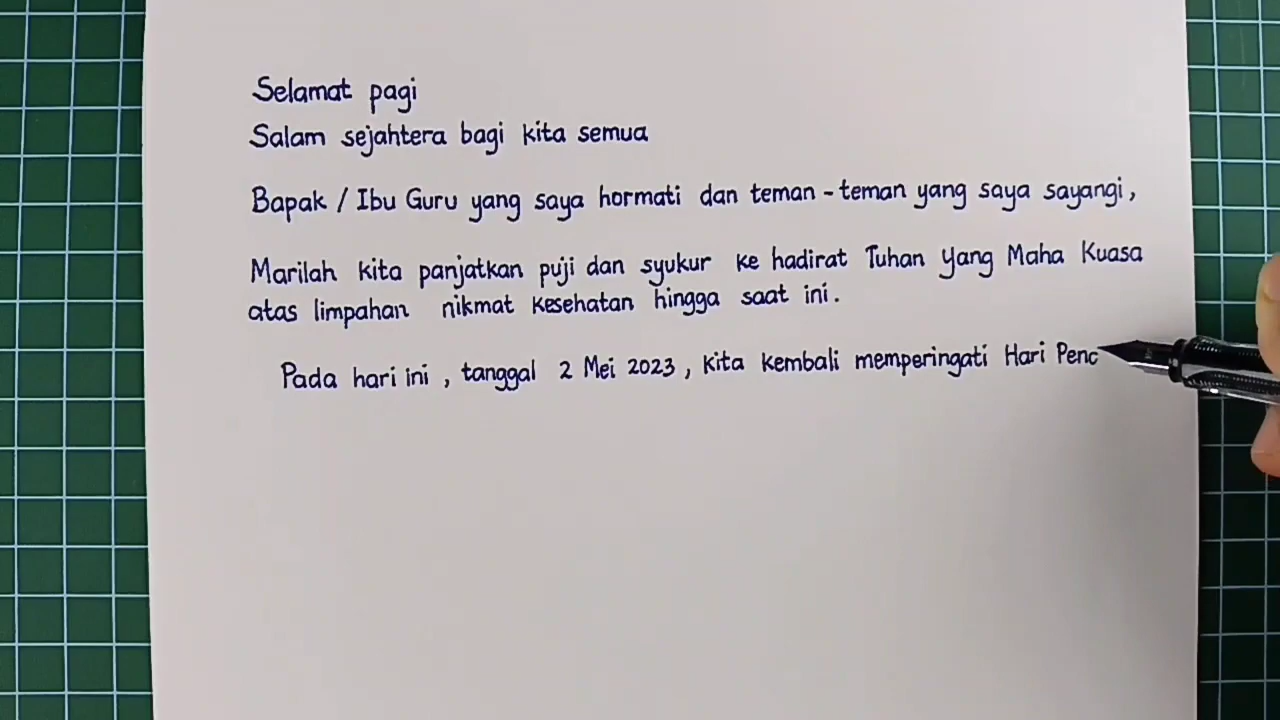 Selamat pagi
Salam sejahtera bagi kita semua
Bapak / Ibu Guru yang saya hormati dan teman - teman yang saya sayangi,
Marilah kita panjatkan puji dan syukur ke hadirat Tuhan Yang Maha Kuasa
atas limpahan nikmat kesehatan hingga saat ini.
Pada hari ini, tanggal 2 Mei 2023, kita kembali memperingati Hari Penc